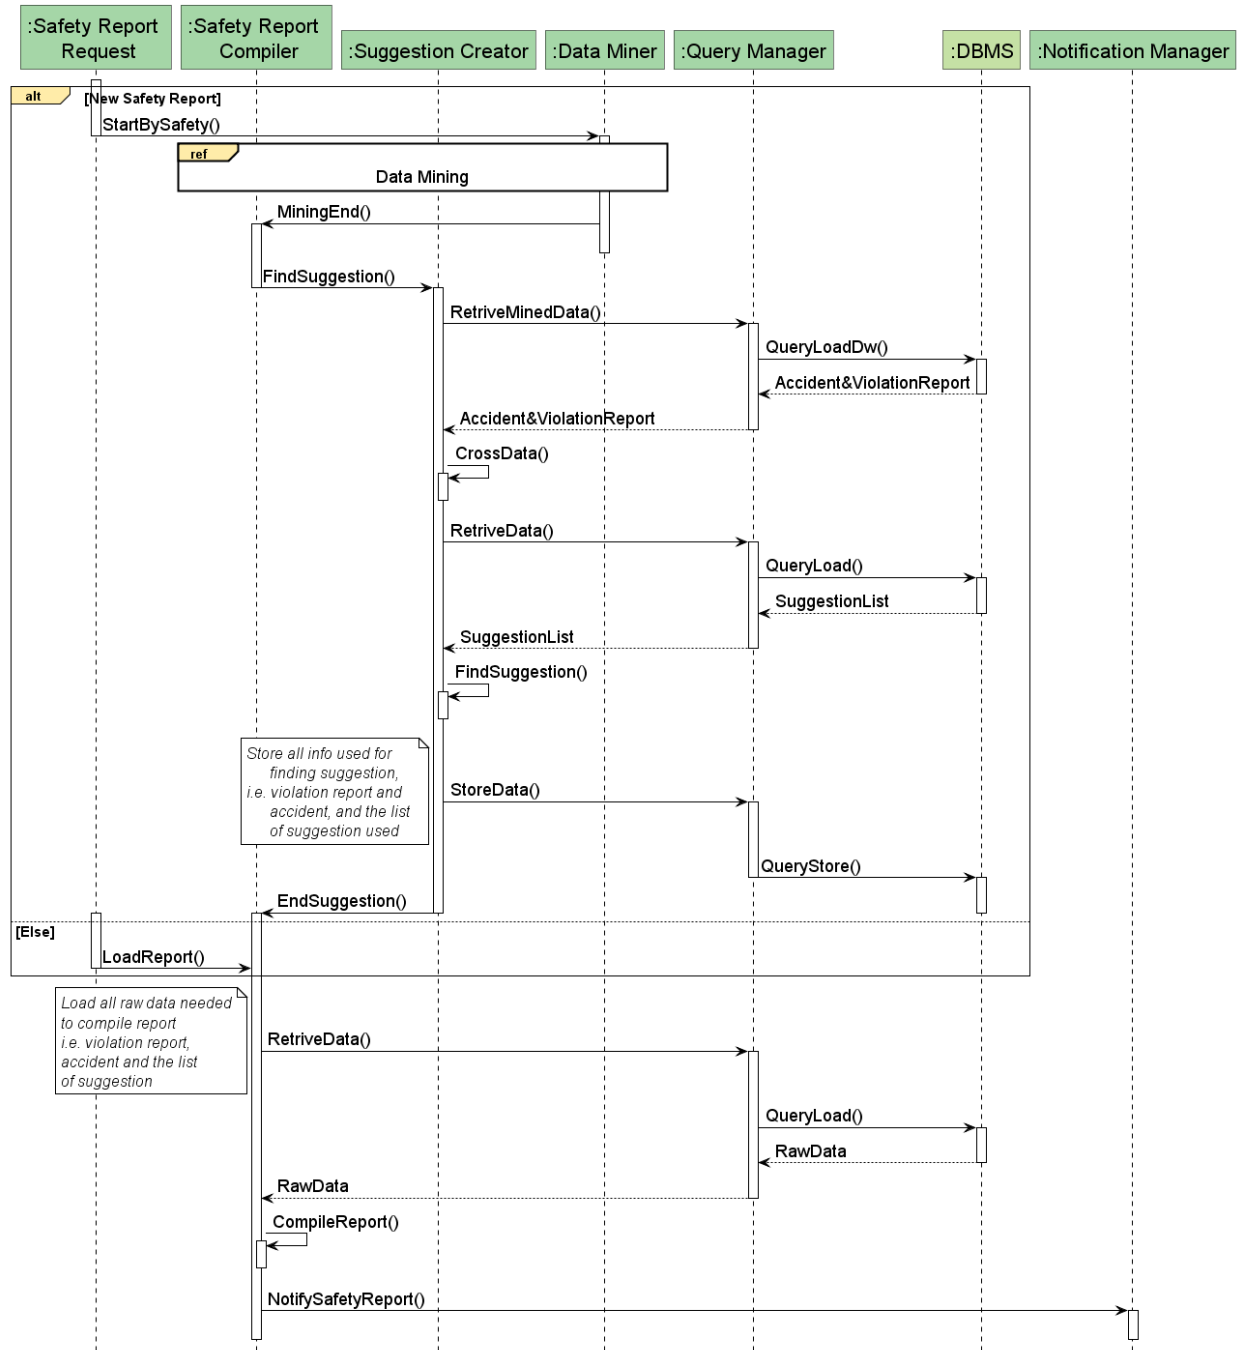 :Safety Report
Request
:Safety Report
Compiler
:Suggestion Creator
:Data Miner
:Query Manager
:DBMS
:Notification Manager
alt
[New Safety Report]
StartBySafety()
ref
Data Mining
MiningEnd()
FindSuggestion()
RetriveMinedData()
QueryLoadDw()
Accident&ViolationReport
Accident&ViolationReport
CrossData()
RetriveData()
QueryLoad()
SuggestionList
SuggestionList
FindSuggestion()
Store all info used for
finding suggestion,
i.e. violation report and
accident, and the list
of suggestion used
StoreData()
QueryStore()
EndSuggestion()
[Else]
LoadReport()
Load all raw data needed
to compile report
i.e. violation report,
accident and the list
of suggestion
RetriveData()
QueryLoad()
RawData
RawData
CompileReport()
NotifySafetyReport()